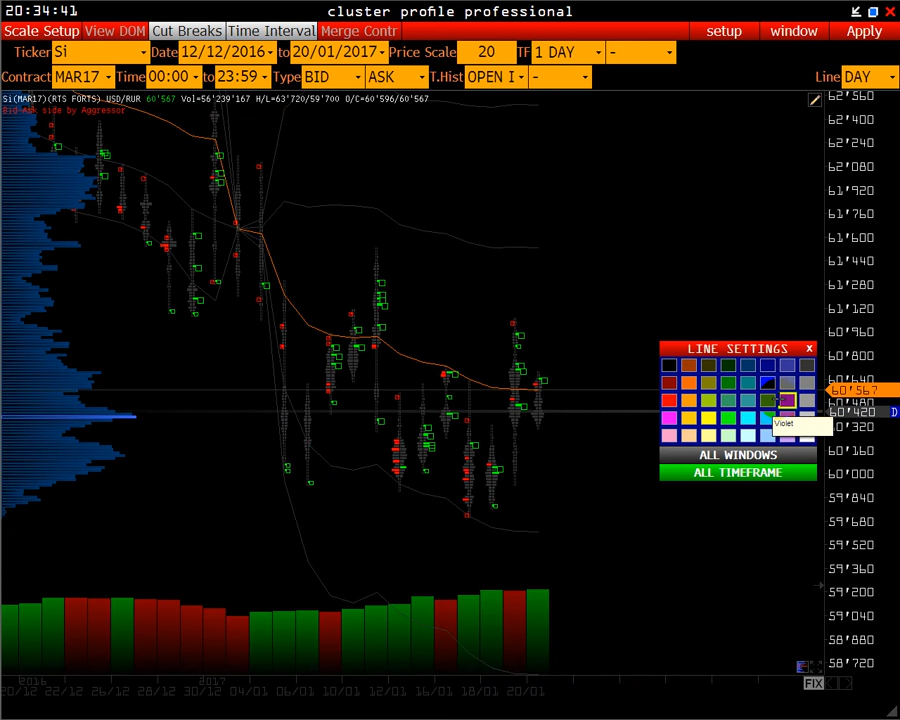 20:34:41 cluster profile professional
Scale Setup View DOM Cut Breaks Time Interval Merge Contr setup window Apply
Ticker Si Date 12/12/2016 to 20/01/2017 Price Scale 20 TF 1 DAY -
Contract MAR17 Time 00:00 to 23:59 Type BID ASK T.Hist OPEN I - Line DAY
Si(MAR17)(RTS FORTS) USD/RUR 60'567 Vol=56'239'167 H/L=63'720/59'700 O/C=60'596/60'567
Bid Ask side by Aggressor
62'560
62'400
62'240
62'080
61'920
61'760
61'600
61'440
61'280
61'120
60'960
60'800
LINE SETTINGS x
60'640
60'567
60'480
60'420 D
Violet
60'320
ALL WINDOWS
60'160
ALL TIMEFRAME
60'000
59'840
59'680
59'520
59'360
59'200
59'040
58'880
58'720
2016 2017
20/12 22/12 26/12 28/12 30/12 04/01 06/01 10/01 12/01 16/01 18/01 20/01
FIX